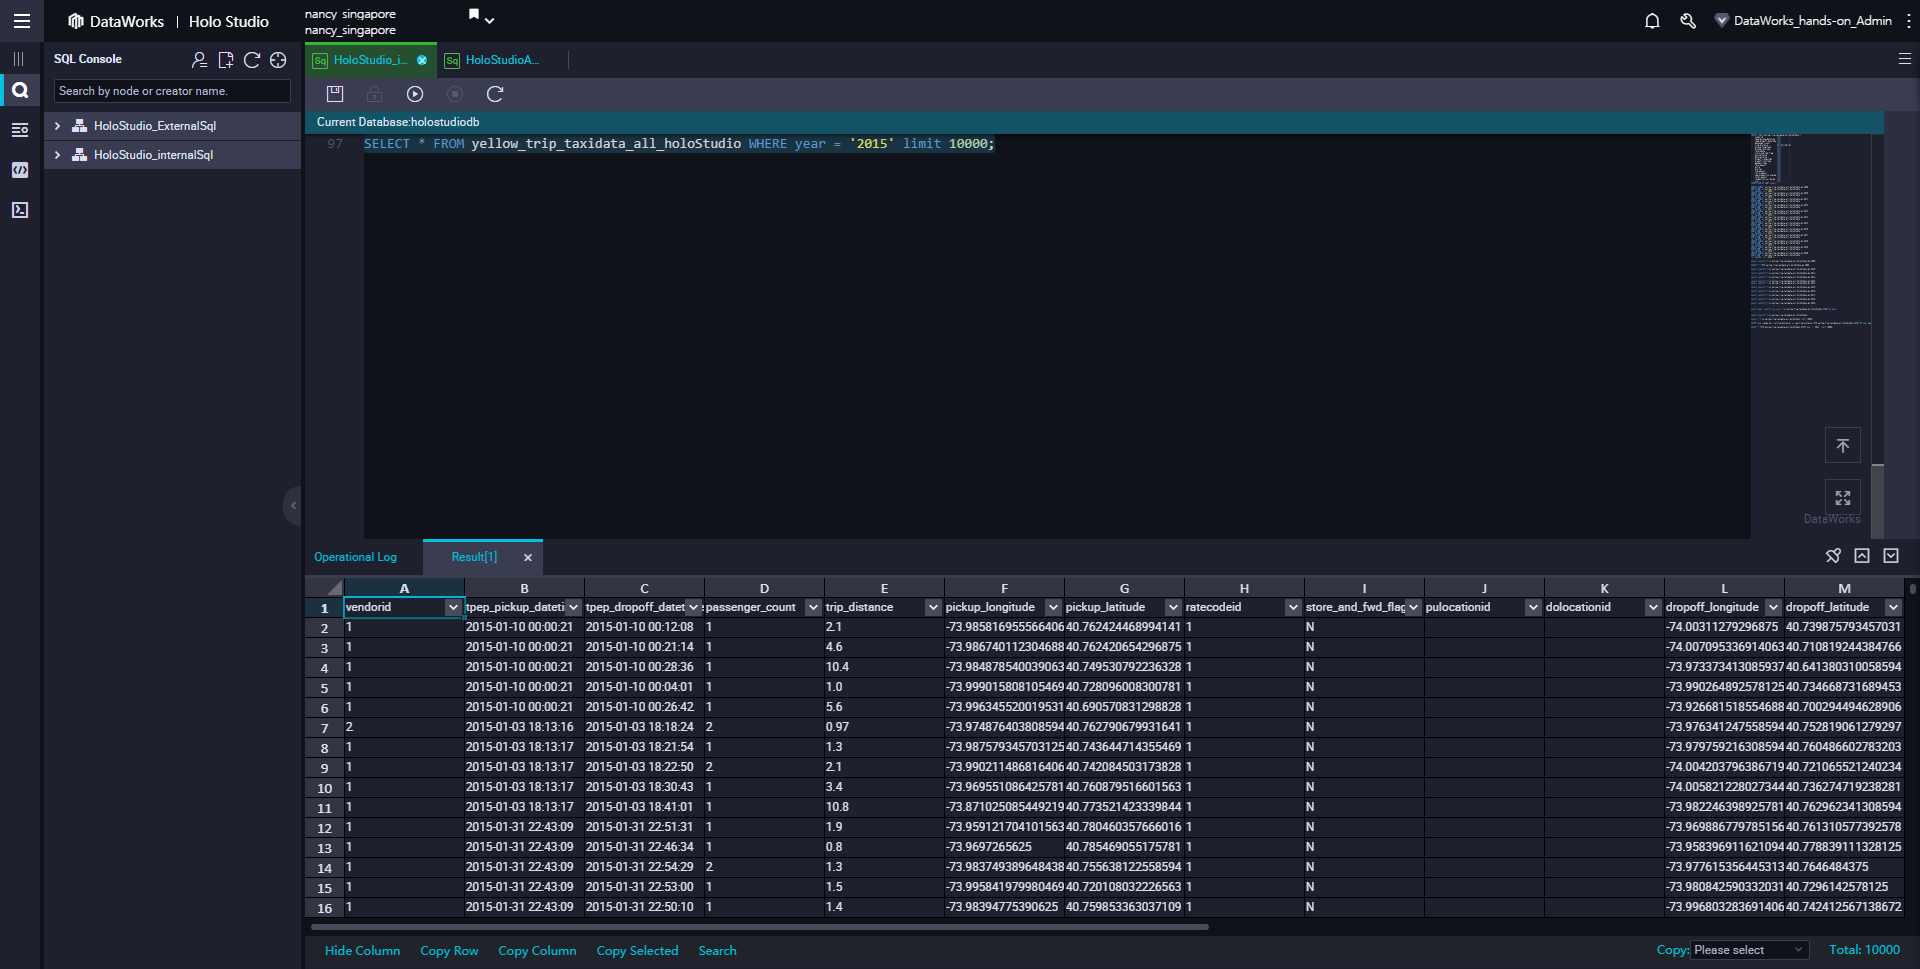 DataWorks | Holo Studio
nancy_singapore
nancy_singapore
DataWorks_hands-on_Admin
SQL Console
Search by node or creator name.
HoloStudio_ExternalSql
HoloStudio_internalSql
Sq HoloStudio_i...
Sq HoloStudioA...
Current Database:holostudiodb
97 SELECT * FROM yellow_trip_taxidata_all_holoStudio WHERE year = '2015' limit 10000;
DataWorks
Operational Log
Result[1]
A B C D E F G H I J K L M
1 vendorid tpep_pickup_dateti tpep_dropoff_datet passenger_count trip_distance pickup_longitude pickup_latitude ratecodeid store_and_fwd_flag pulocationid dolocationid dropoff_longitude dropoff_latitude
2 1 2015-01-10 00:00:21 2015-01-10 00:12:08 1 2.1 -73.985816955566406 40.762424468994141 1 N -74.00311279296875 40.739875793457031
3 1 2015-01-10 00:00:21 2015-01-10 00:21:14 1 4.6 -73.986740112304688 40.762420654296875 1 N -74.007095336914063 40.710819244384766
4 1 2015-01-10 00:00:21 2015-01-10 00:28:36 1 10.4 -73.984878540039063 40.749530792236328 1 N -73.973373413085937 40.641380310058594
5 1 2015-01-10 00:00:21 2015-01-10 00:04:01 1 1.0 -73.999015808105469 40.728096008300781 1 N -73.990264892578125 40.734668731689453
6 1 2015-01-10 00:00:21 2015-01-10 00:26:42 1 5.6 -73.996345520019531 40.690570831298828 1 N -73.926681518554688 40.700294494628906
7 2 2015-01-03 18:13:16 2015-01-03 18:18:24 2 0.97 -73.974876403808594 40.762790679931641 1 N -73.976341247558594 40.752819061279297
8 1 2015-01-03 18:13:17 2015-01-03 18:21:54 1 1.3 -73.987579345703125 40.743644714355469 1 N -73.979759216308594 40.760486602783203
9 1 2015-01-03 18:13:17 2015-01-03 18:22:50 2 2.1 -73.990211486816406 40.742084503173828 1 N -74.004203796386719 40.721065521240234
10 1 2015-01-03 18:13:17 2015-01-03 18:30:43 1 3.4 -73.969551086425781 40.760879516601563 1 N -74.005821228027344 40.736274719238281
11 1 2015-01-03 18:13:17 2015-01-03 18:41:01 1 10.8 -73.871025085449219 40.773521423339844 1 N -73.982246398925781 40.762962341308594
12 1 2015-01-31 22:43:09 2015-01-31 22:51:31 1 1.9 -73.959121704101563 40.780460357666016 1 N -73.969886779785156 40.761310577392578
13 1 2015-01-31 22:43:09 2015-01-31 22:46:34 1 0.8 -73.9697265625 40.785469055175781 1 N -73.958396911621094 40.778839111328125
14 1 2015-01-31 22:43:09 2015-01-31 22:54:29 2 1.3 -73.983749389648438 40.755638122558594 1 N -73.977615356445313 40.7646484375
15 1 2015-01-31 22:43:09 2015-01-31 22:53:00 1 1.5 -73.995841979980469 40.720108032226563 1 N -73.980842590332031 40.7296142578125
16 1 2015-01-31 22:43:09 2015-01-31 22:50:10 1 1.4 -73.98394775390625 40.759853363037109 1 N -73.996803283691406 40.742412567138672
Hide Column Copy Row Copy Column Copy Selected Search Copy: Please select Total: 10000